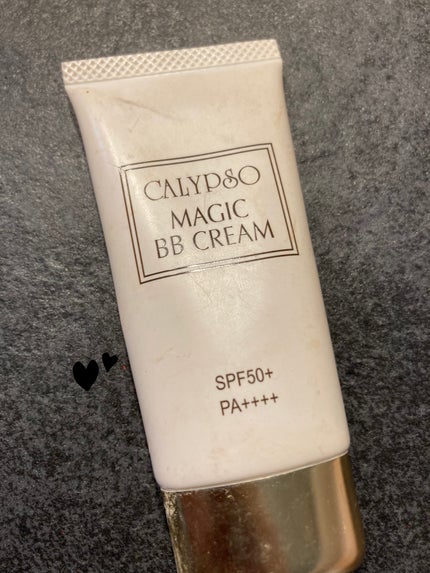 CALYPSO
MAGIC
BB CREAM
SPF50+
PA++++